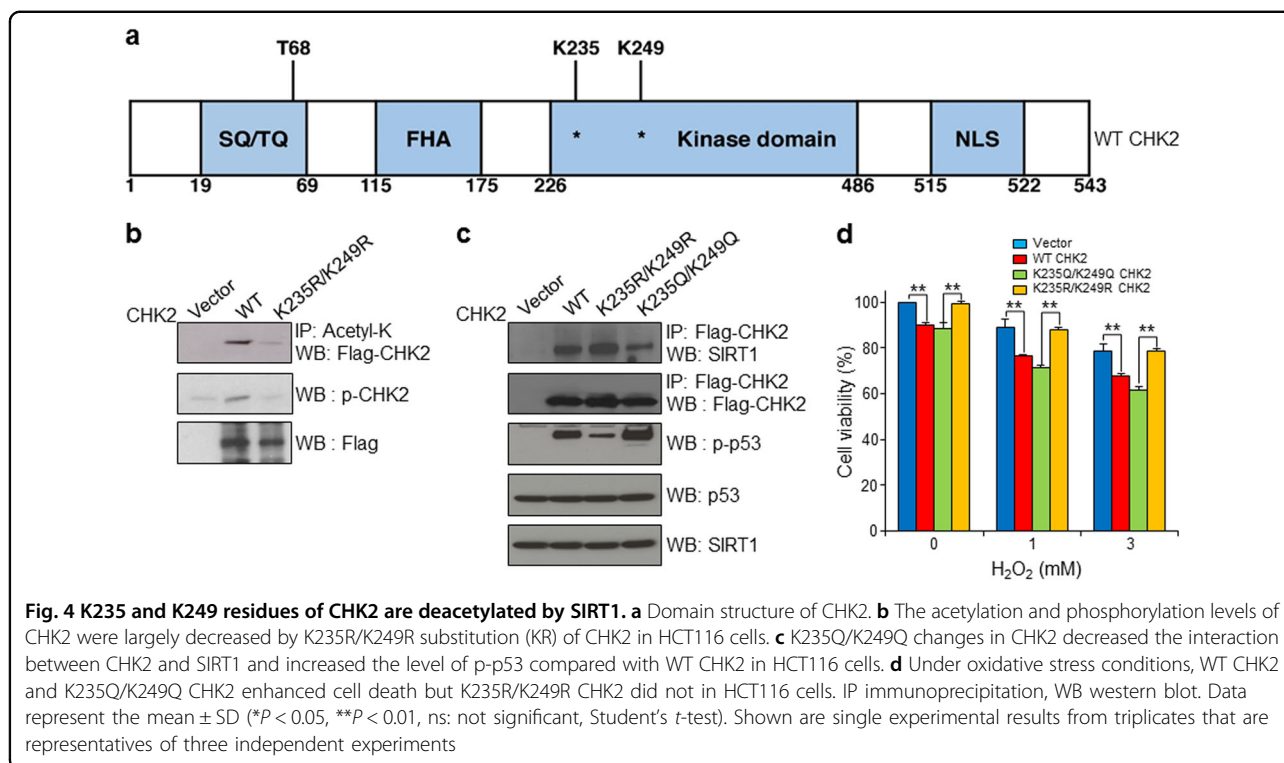 a
T68 K235 K249
SQ/TQ FHA * * Kinase domain NLS WT CHK2
1 19 69 115 175 226 486 515 522 543
b
CHK2 Vector WT K235R/K249R
IP: Acetyl-K
WB: Flag-CHK2
WB : p-CHK2
WB : Flag
c
CHK2 Vector WT K235R/K249R K235Q/K249Q
IP: Flag-CHK2
WB: SIRT1
IP: Flag-CHK2
WB : Flag-CHK2
WB : p-p53
WB: p53
WB: SIRT1
d
Vector
WT CHK2
K235Q/K249Q CHK2
K235R/K249R CHK2
** ** ** ** ** **
100
80
60
40
20
0
Cell viability (%)
0 1 3
H₂O₂ (mM)
Fig. 4 K235 and K249 residues of CHK2 are deacetylated by SIRT1. a Domain structure of CHK2. b The acetylation and phosphorylation levels of
CHK2 were largely decreased by K235R/K249R substitution (KR) of CHK2 in HCT116 cells. c K235Q/K249Q changes in CHK2 decreased the interaction
between CHK2 and SIRT1 and increased the level of p-p53 compared with WT CHK2 in HCT116 cells. d Under oxidative stress conditions, WT CHK2
and K235Q/K249Q CHK2 enhanced cell death but K235R/K249R CHK2 did not in HCT116 cells. IP immunoprecipitation, WB western blot. Data
represent the mean ± SD (*P < 0.05, **P < 0.01, ns: not significant, Student's t-test). Shown are single experimental results from triplicates that are
representatives of three independent experiments